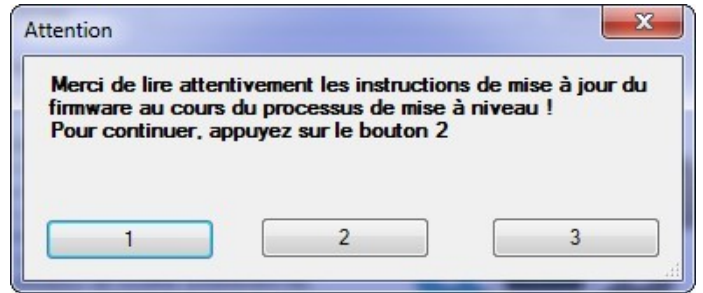 Attention
Merci de lire attentivement les instructions de mise à jour du
firmware au cours du processus de mise à niveau !
Pour continuer, appuyez sur le bouton 2
1 2 3